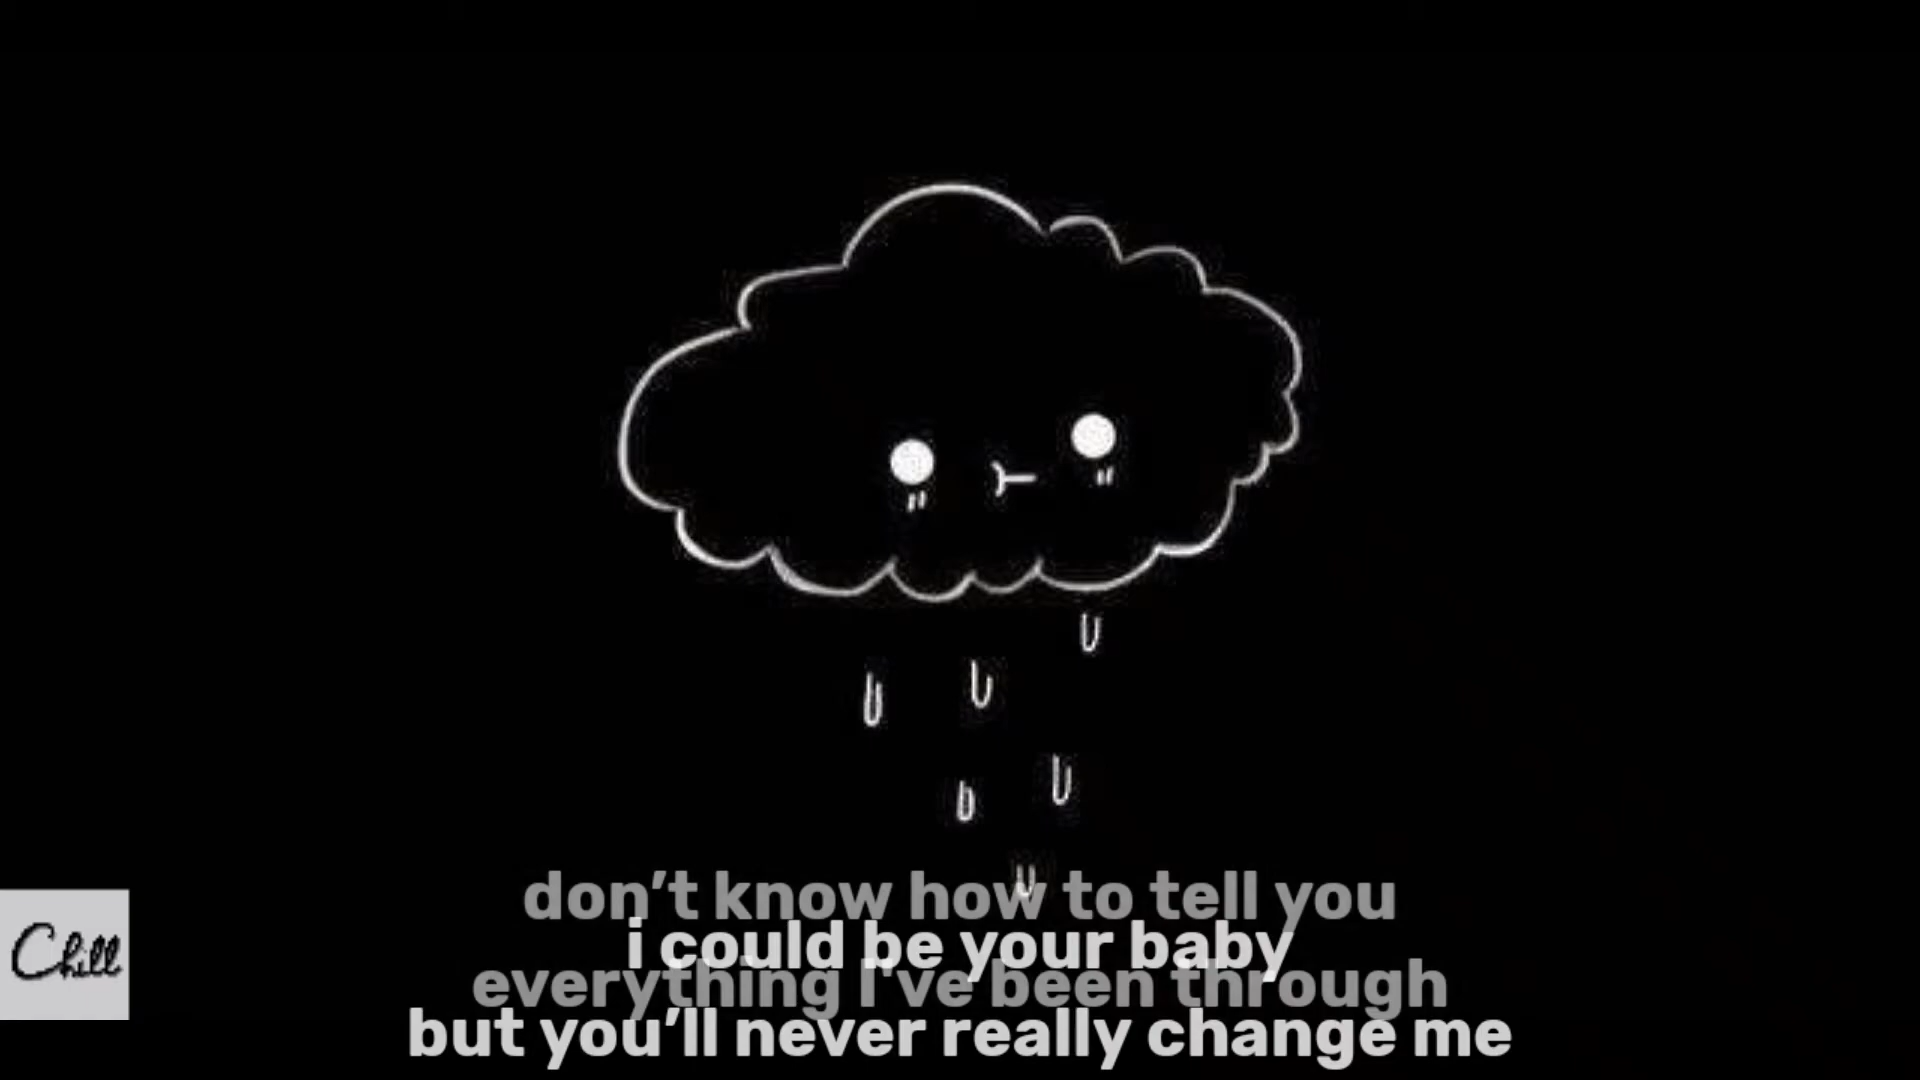 don’t know how to tell you
i could be your baby
everything I’ve been through
but you’ll never really change me
Chill